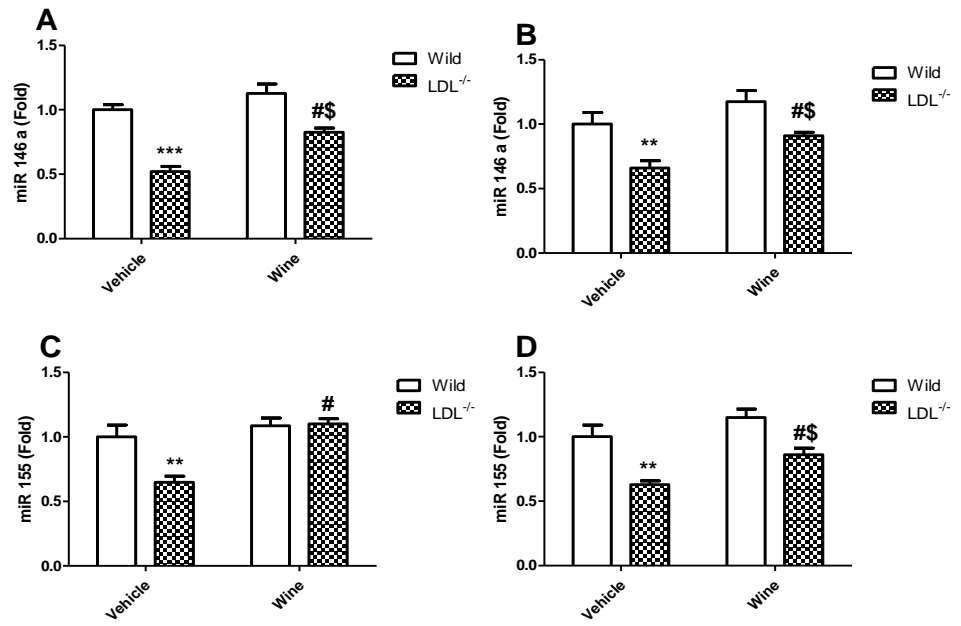 A
1.5
1.0
0.5
0.0
miR 146 a (Fold)
***
#$
Vehicle
Wine
Wild
LDL-/-
B
1.5
1.0
0.5
0.0
miR 146 a (Fold)
**
#$
Vehicle
Wine
Wild
LDL-/-
C
1.5
1.0
0.5
0.0
miR 155 (Fold)
**
#
Vehicle
Wine
Wild
LDL-/-
D
1.5
1.0
0.5
0.0
miR 155 (Fold)
**
#$
Vehicle
Wine
Wild
LDL-/-